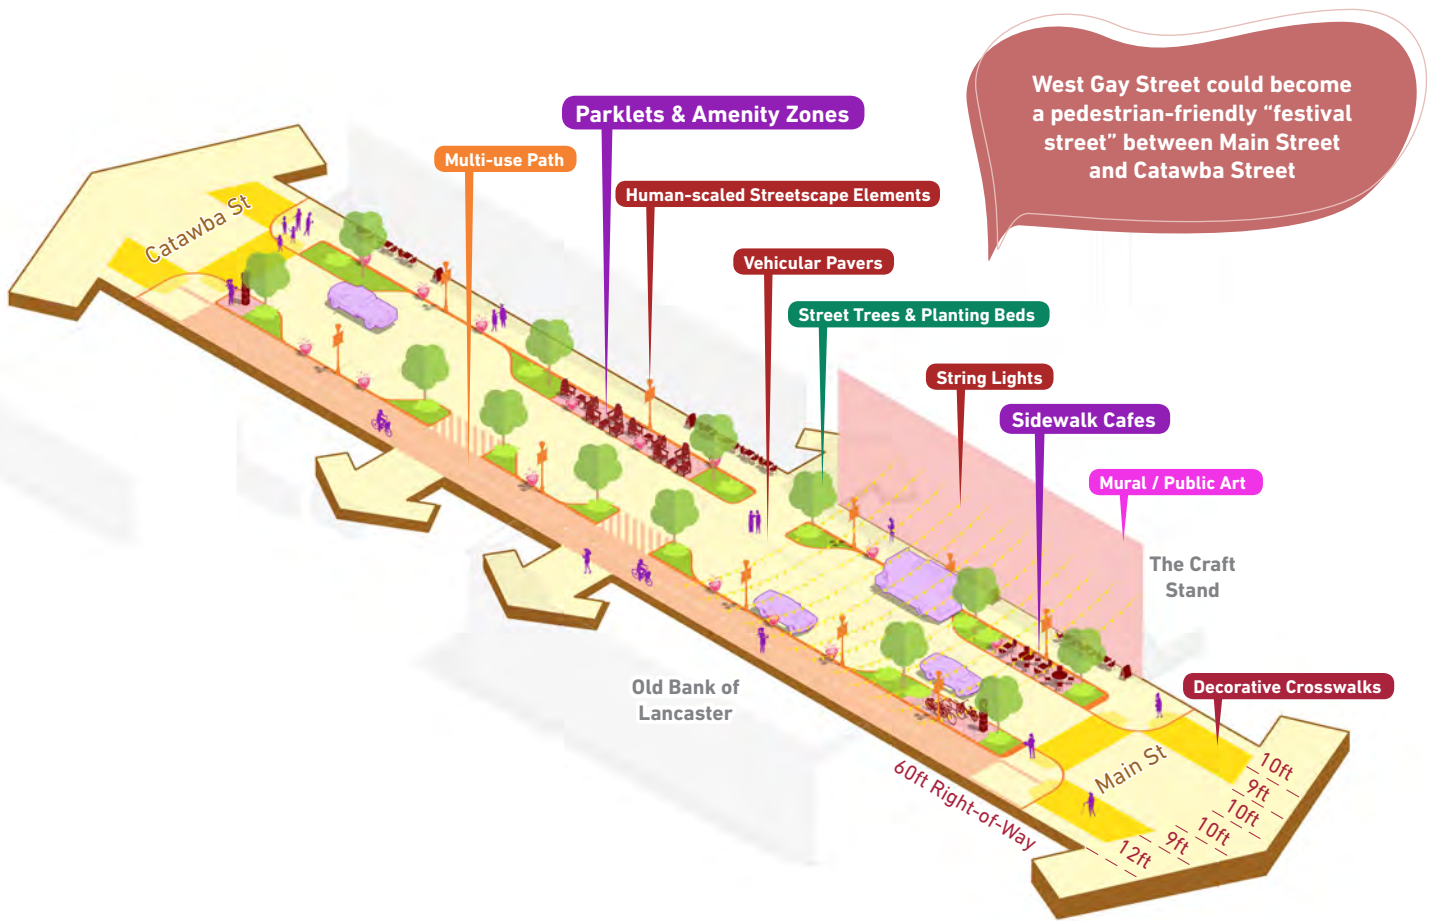 West Gay Street could become
a pedestrian-friendly “festival
street” between Main Street
and Catawba Street
Parklets & Amenity Zones
Multi-use Path
Human-scaled Streetscape Elements
Vehicular Pavers
Street Trees & Planting Beds
String Lights
Sidewalk Cafes
Mural / Public Art
The Craft
Stand
Catawba St
Old Bank of
Lancaster
Decorative Crosswalks
Main St
60ft Right-of-Way
10ft
9ft
10ft
10ft
9ft
12ft